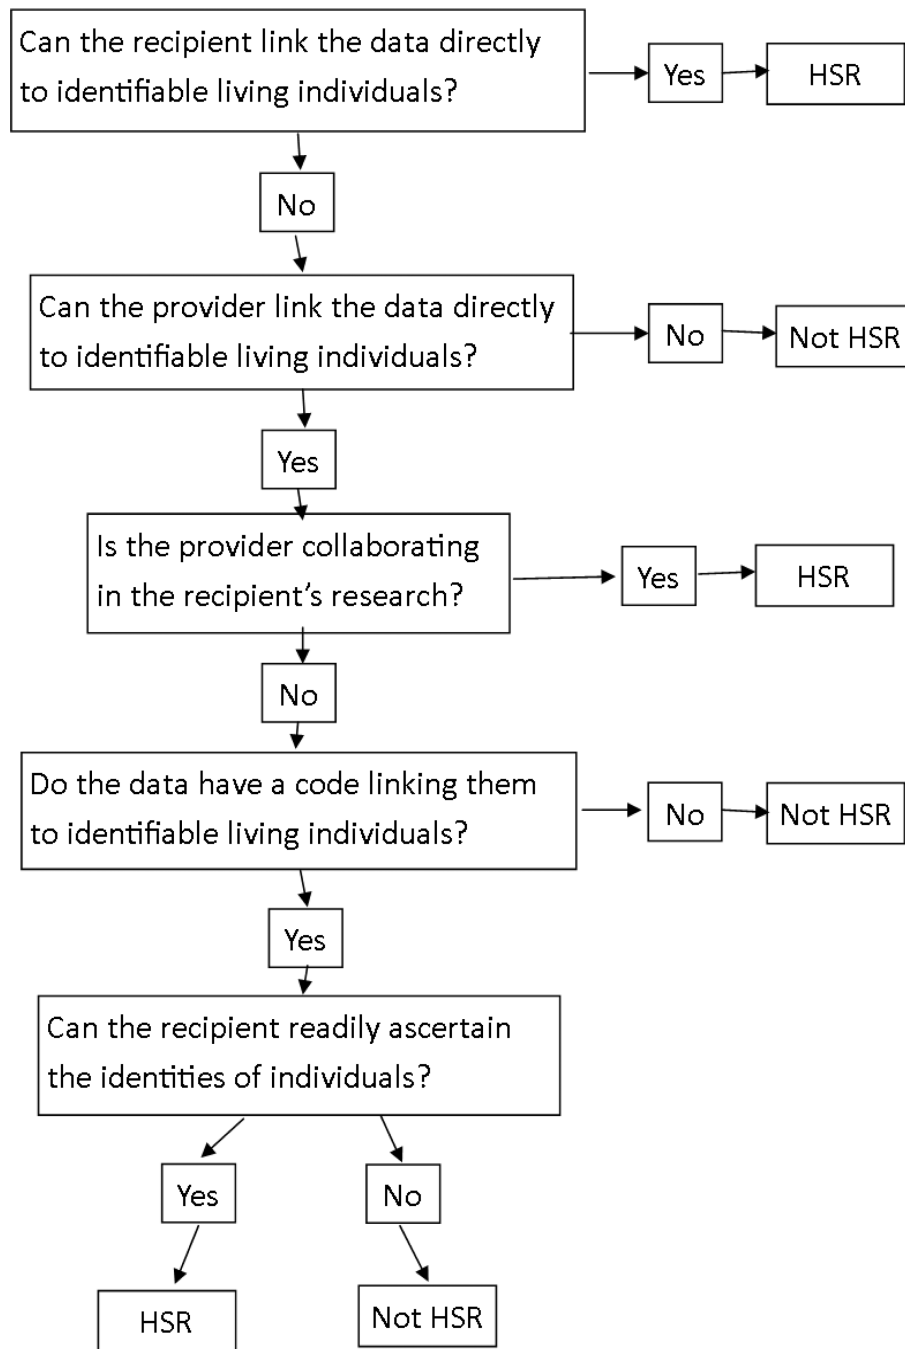 Can the recipient link the data directly
to identifiable living individuals?
Yes
HSR
No
Can the provider link the data directly
to identifiable living individuals?
No
Not HSR
Yes
Is the provider collaborating
in the recipient’s research?
Yes
HSR
No
Do the data have a code linking them
to identifiable living individuals?
No
Not HSR
Yes
Can the recipient readily ascertain
the identities of individuals?
Yes
No
HSR
Not HSR